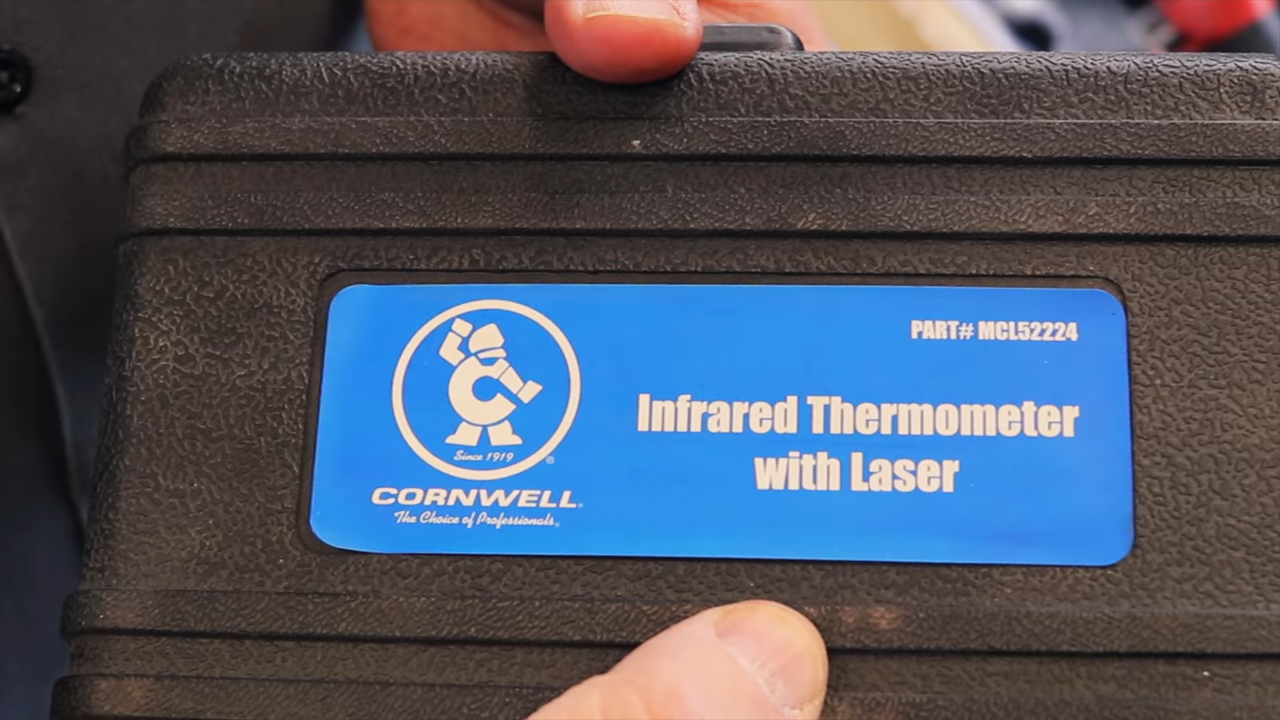 Since 1919
®
CORNWELL®
The Choice of Professionals®
PART# MCL52224
Infrared Thermometer
with Laser